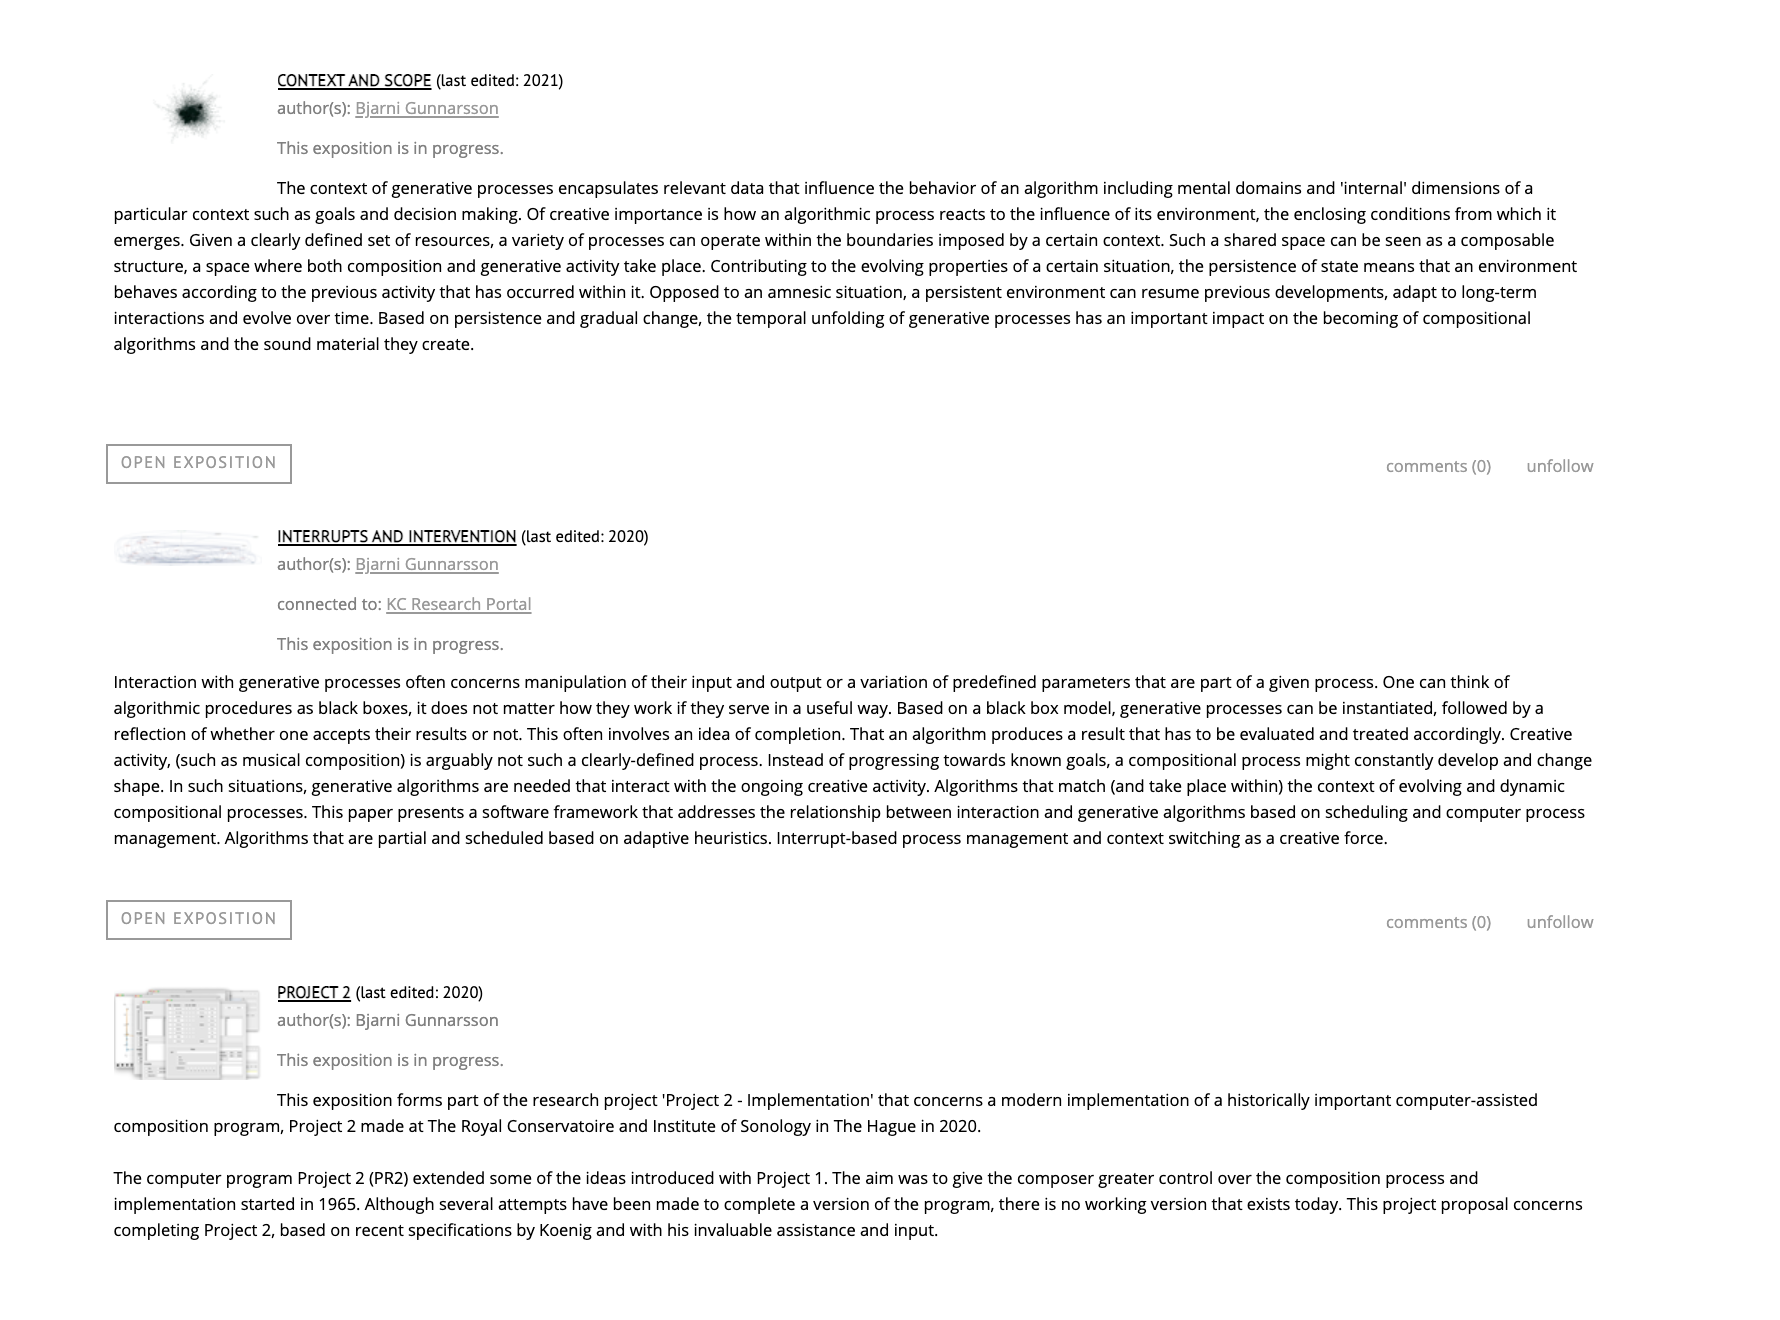 CONTEXT AND SCOPE (last edited: 2021)
author(s): Bjarni Gunnarsson
This exposition is in progress.
The context of generative processes encapsulates relevant data that influence the behavior of an algorithm including mental domains and 'internal' dimensions of a
particular context such as goals and decision making. Of creative importance is how an algorithmic process reacts to the influence of its environment, the enclosing conditions from which it
emerges. Given a clearly defined set of resources, a variety of processes can operate within the boundaries imposed by a certain context. Such a shared space can be seen as a composable
structure, a space where both composition and generative activity take place. Contributing to the evolving properties of a certain situation, the persistence of state means that an environment
behaves according to the previous activity that has occurred within it. Opposed to an amnesic situation, a persistent environment can resume previous developments, adapt to long-term
interactions and evolve over time. Based on persistence and gradual change, the temporal unfolding of generative processes has an important impact on the becoming of compositional
algorithms and the sound material they create.
OPEN EXPOSITION comments (0) unfollow
INTERRUPTS AND INTERVENTION (last edited: 2020)
author(s): Bjarni Gunnarsson
connected to: KC Research Portal
This exposition is in progress.
Interaction with generative processes often concerns manipulation of their input and output or a variation of predefined parameters that are part of a given process. One can think of
algorithmic procedures as black boxes, it does not matter how they work if they serve in a useful way. Based on a black box model, generative processes can be instantiated, followed by a
reflection of whether one accepts their results or not. This often involves an idea of completion. That an algorithm produces a result that has to be evaluated and treated accordingly. Creative
activity, (such as musical composition) is arguably not such a clearly-defined process. Instead of progressing towards known goals, a compositional process might constantly develop and change
shape. In such situations, generative algorithms are needed that interact with the ongoing creative activity. Algorithms that match (and take place within) the context of evolving and dynamic
compositional processes. This paper presents a software framework that addresses the relationship between interaction and generative algorithms based on scheduling and computer process
management. Algorithms that are partial and scheduled based on adaptive heuristics. Interrupt-based process management and context switching as a creative force.
OPEN EXPOSITION comments (0) unfollow
PROJECT 2 (last edited: 2020)
author(s): Bjarni Gunnarsson
This exposition is in progress.
This exposition forms part of the research project 'Project 2 - Implementation' that concerns a modern implementation of a historically important computer-assisted
composition program, Project 2 made at The Royal Conservatoire and Institute of Sonology in The Hague in 2020.
The computer program Project 2 (PR2) extended some of the ideas introduced with Project 1. The aim was to give the composer greater control over the composition process and
implementation started in 1965. Although several attempts have been made to complete a version of the program, there is no working version that exists today. This project proposal concerns
completing Project 2, based on recent specifications by Koenig and with his invaluable assistance and input.